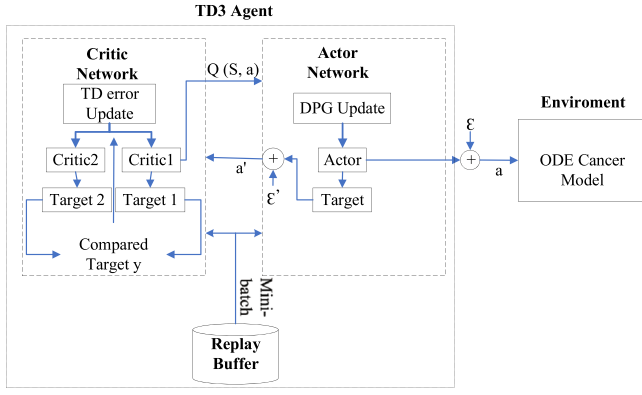 TD3 Agent
Critic
Network
Actor
Network
Q (S, a)
TD error
Update
DPG Update
Enviroment
Critic2
Critic1
a'
+
Actor
ε
+
a
ODE Cancer
Model
Target 2
Target 1
ε'
Target
Compared
Target y
Mini-
batch
Replay
Buffer